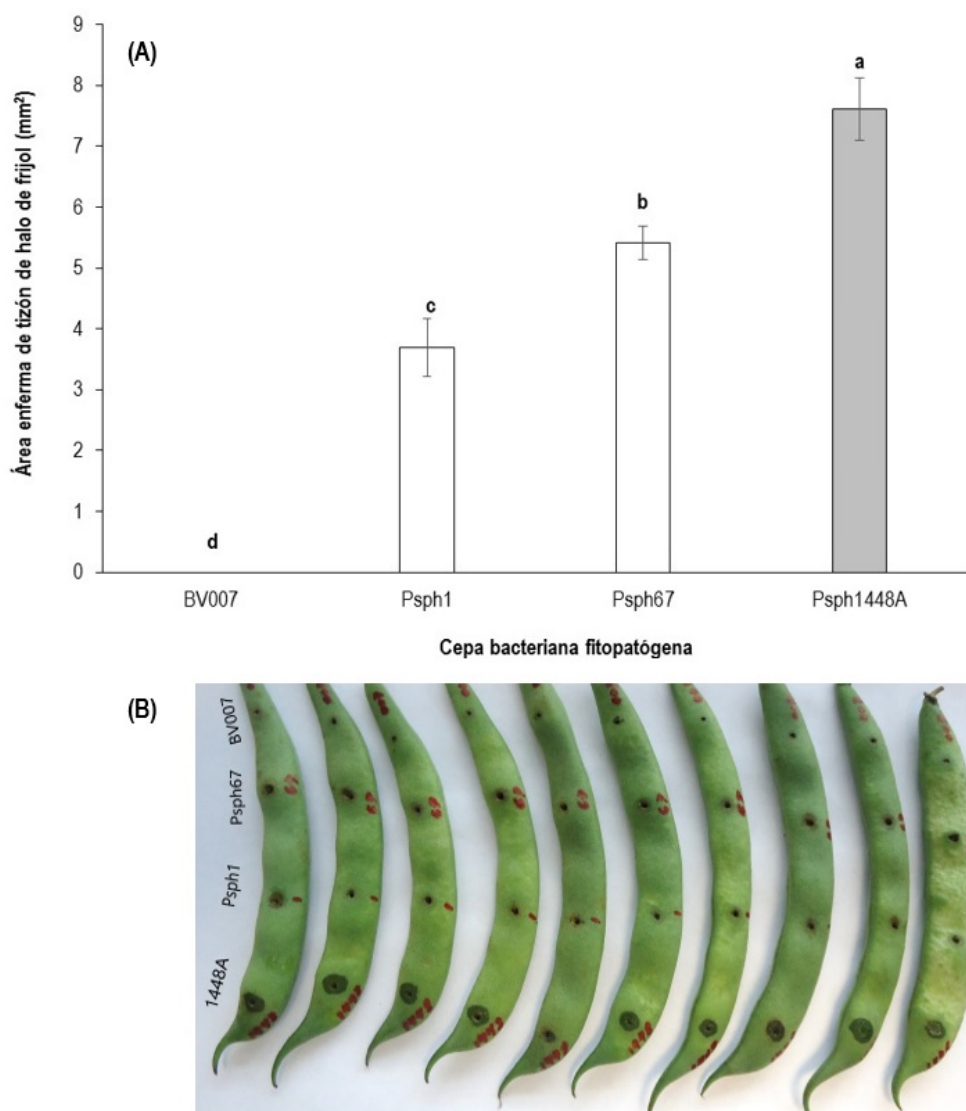 (A)
Área enferma de tizón de halo de frijol (mm²)
9
8
7
6
5
4
3
2
1
0
d
c
b
a
BV007
Psph1
Psph67
Psph1448A
Cepa bacteriana fitopatógena
(B)
BV007
Psph67
Psph1
1448A